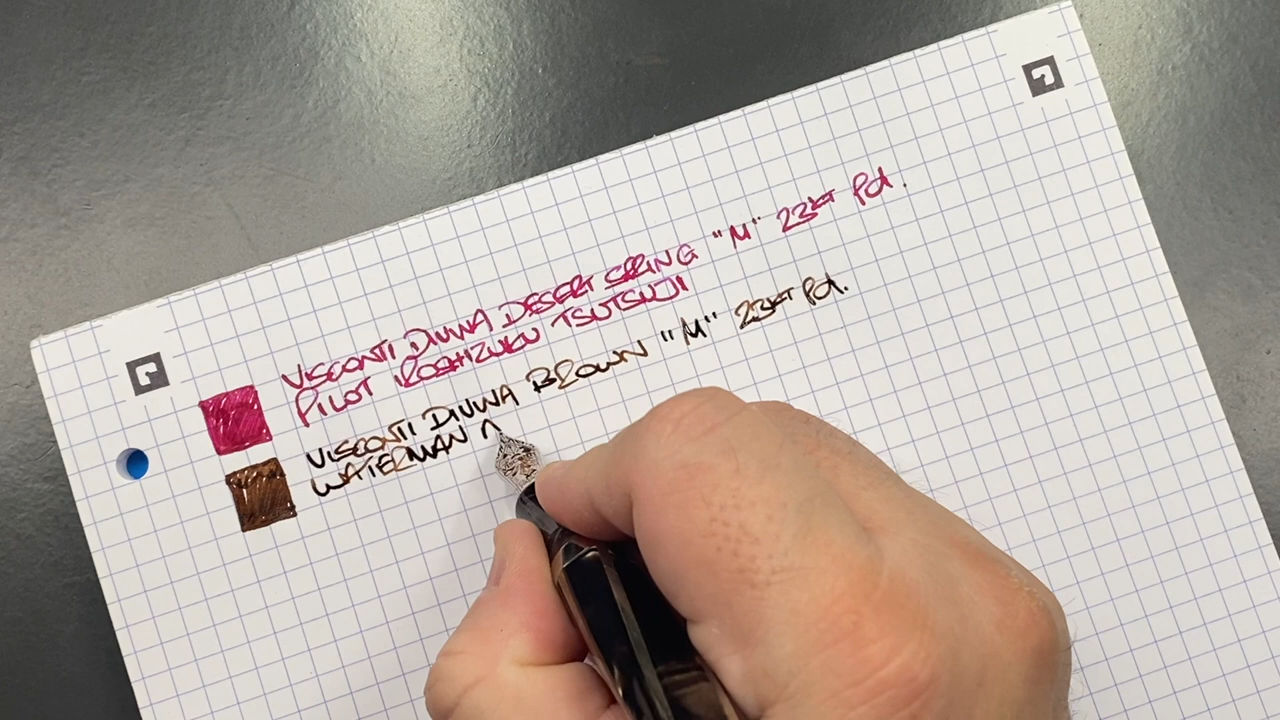 VISCONTI DIVINA DESERT SPRING "M" 23KT Pd.
PILOT IROSHIZUKU TSUTSUJI
VISCONTI DIVINA BROWN "M" 23KT Pd.
WATERMAN